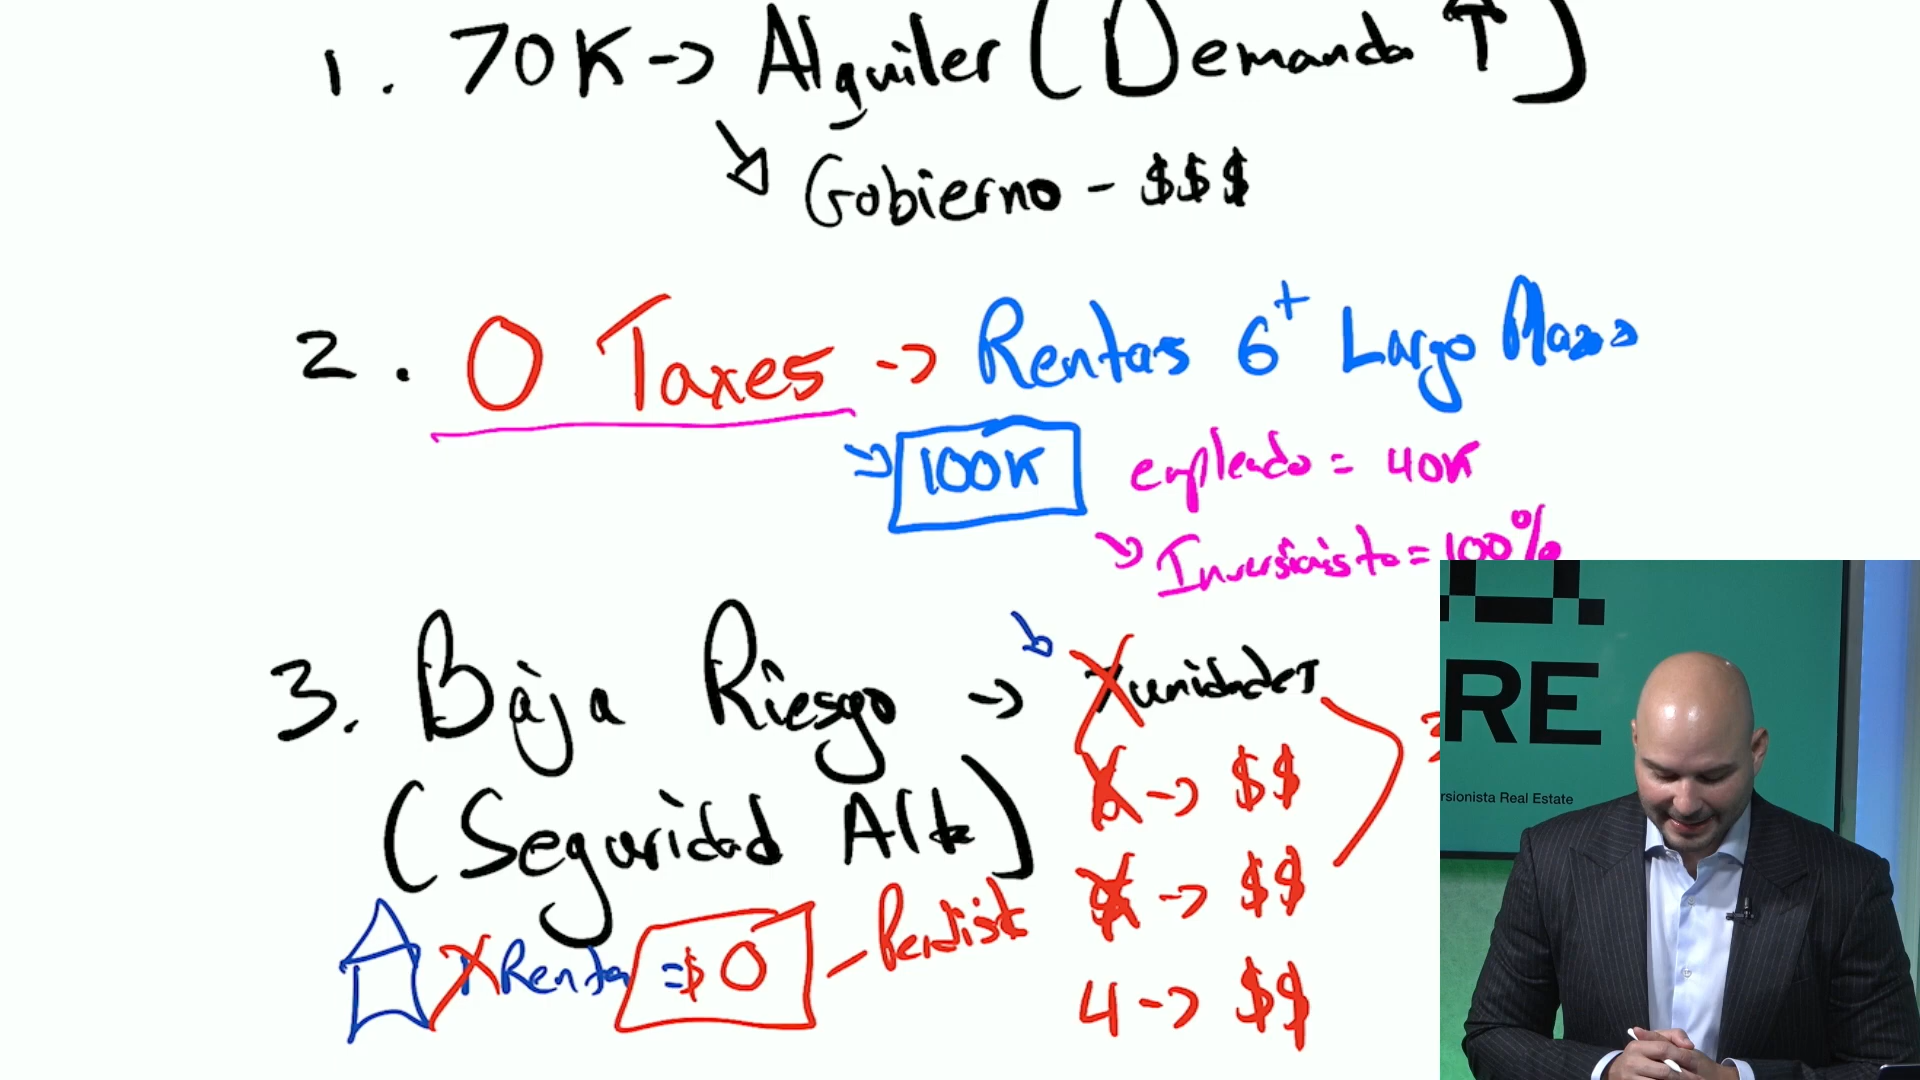 1. 70K -> Alquiler (Demanda ↑)
Gobierno - $$$
2. 0 Taxes -> Rentas 6+ Largo Plazo
100K
empleado = 40K
Inversionista = 100%
3. Baja Riesgo -> unidades
(Seguridad Alta)
-> $$
-> $$
4 -> $$
Renta = $0
RE
rsionista Real Estate